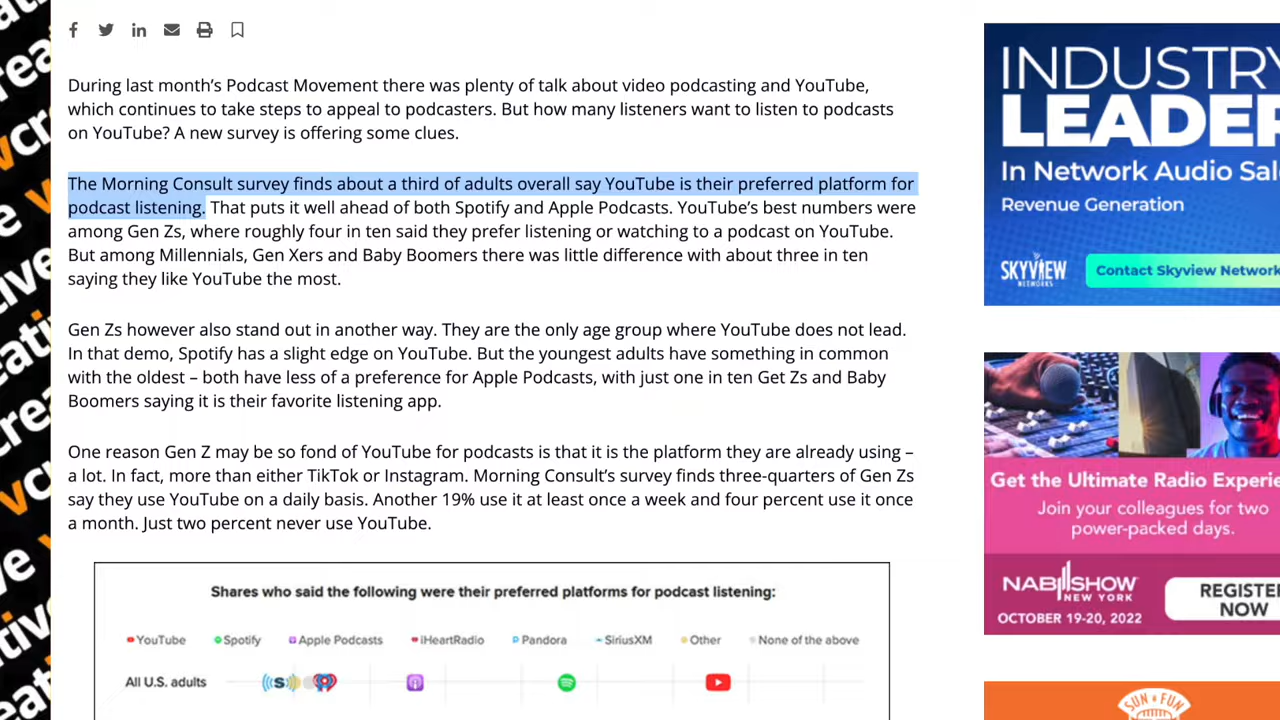 During last month’s Podcast Movement there was plenty of talk about video podcasting and YouTube,
which continues to take steps to appeal to podcasters. But how many listeners want to listen to podcasts
on YouTube? A new survey is offering some clues.
The Morning Consult survey finds about a third of adults overall say YouTube is their preferred platform for
podcast listening. That puts it well ahead of both Spotify and Apple Podcasts. YouTube’s best numbers were
among Gen Zs, where roughly four in ten said they prefer listening or watching to a podcast on YouTube.
But among Millennials, Gen Xers and Baby Boomers there was little difference with about three in ten
saying they like YouTube the most.
Gen Zs however also stand out in another way. They are the only age group where YouTube does not lead.
In that demo, Spotify has a slight edge on YouTube. But the youngest adults have something in common
with the oldest – both have less of a preference for Apple Podcasts, with just one in ten Get Zs and Baby
Boomers saying it is their favorite listening app.
One reason Gen Z may be so fond of YouTube for podcasts is that it is the platform they are already using –
a lot. In fact, more than either TikTok or Instagram. Morning Consult’s survey finds three-quarters of Gen Zs
say they use YouTube on a daily basis. Another 19% use it at least once a week and four percent use it once
a month. Just two percent never use YouTube.
Shares who said the following were their preferred platforms for podcast listening:
YouTube Spotify Apple Podcasts iHeartRadio Pandora SiriusXM Other None of the above
All U.S. adults
INDUSTRY
LEADER
In Network Audio Sal
Revenue Generation
SKYVIEW
NETWORKS
Contact Skyview Network
Get the Ultimate Radio Experie
Join your colleagues for two
power-packed days.
NAB SHOW
NEW YORK
OCTOBER 19-20, 2022
REGISTER
NOW
SUN n FUN